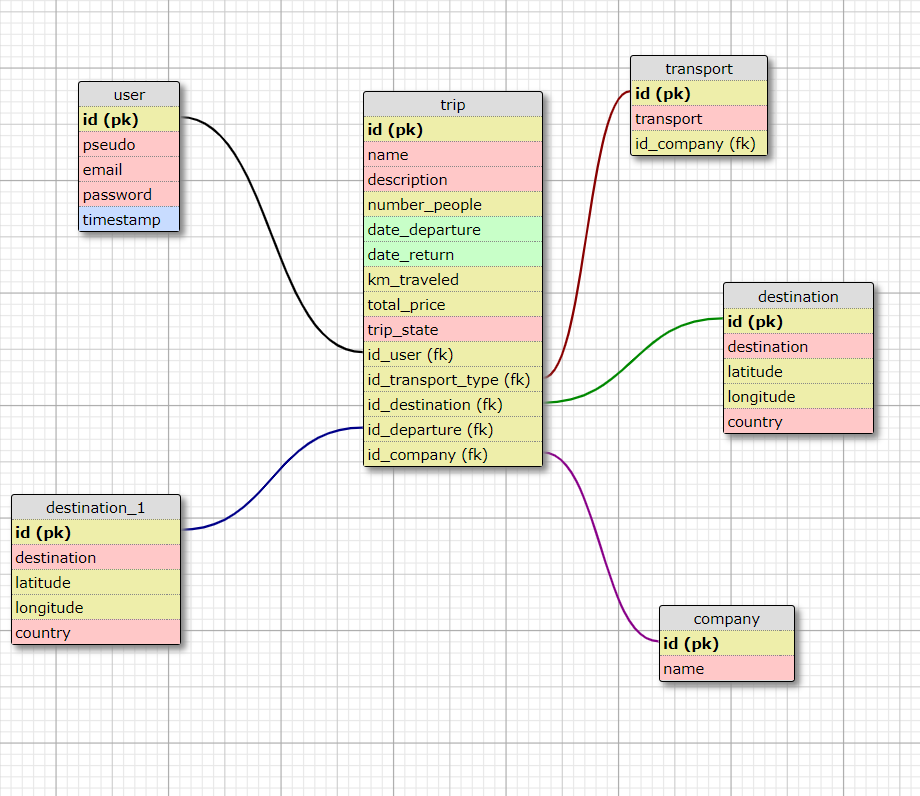 user
id (pk)
pseudo
email
password
timestamp
trip
id (pk)
name
description
number_people
date_departure
date_return
km_traveled
total_price
trip_state
id_user (fk)
id_transport_type (fk)
id_destination (fk)
id_departure (fk)
id_company (fk)
transport
id (pk)
transport
id_company (fk)
destination
id (pk)
destination
latitude
longitude
country
destination_1
id (pk)
destination
latitude
longitude
country
company
id (pk)
name